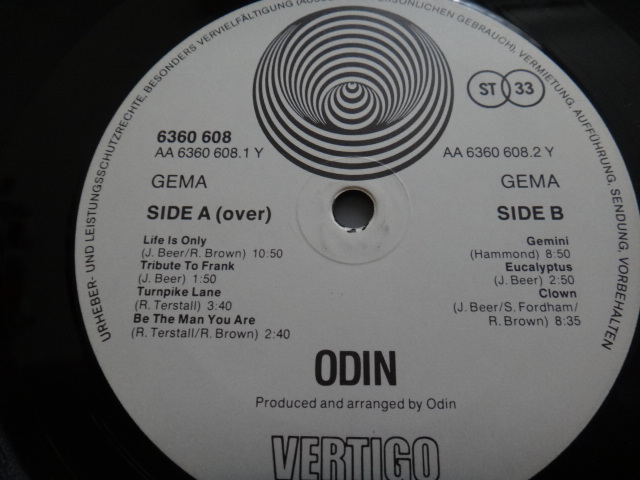 URHEBER- UND LEISTUNGSSCHUTZRECHTE, BESONDERS VERVIELFÄLTIGUNG PERSÖNLICHEN GEBRAUCH), VERMIETUNG, AUFFÜHRUNG, SENDUNG, VORBEHALTEN
ST 33
6360 608
AA 6360 608.1 Y
AA 6360 608.2 Y
GEMA
GEMA
SIDE A (over)
SIDE B
Life Is Only
(J. Beer/R. Brown) 10:50
Tribute To Frank
(J. Beer) 1:50
Turnpike Lane
(R. Terstall) 3:40
Be The Man You Are
(R. Terstall/R. Brown) 2:40
Gemini
(Hammond) 8:50
Eucalyptus
(J. Beer) 2:50
Clown
(J. Beer/S. Fordham/
R. Brown) 8:35
ODIN
Produced and arranged by Odin
VERTIGO